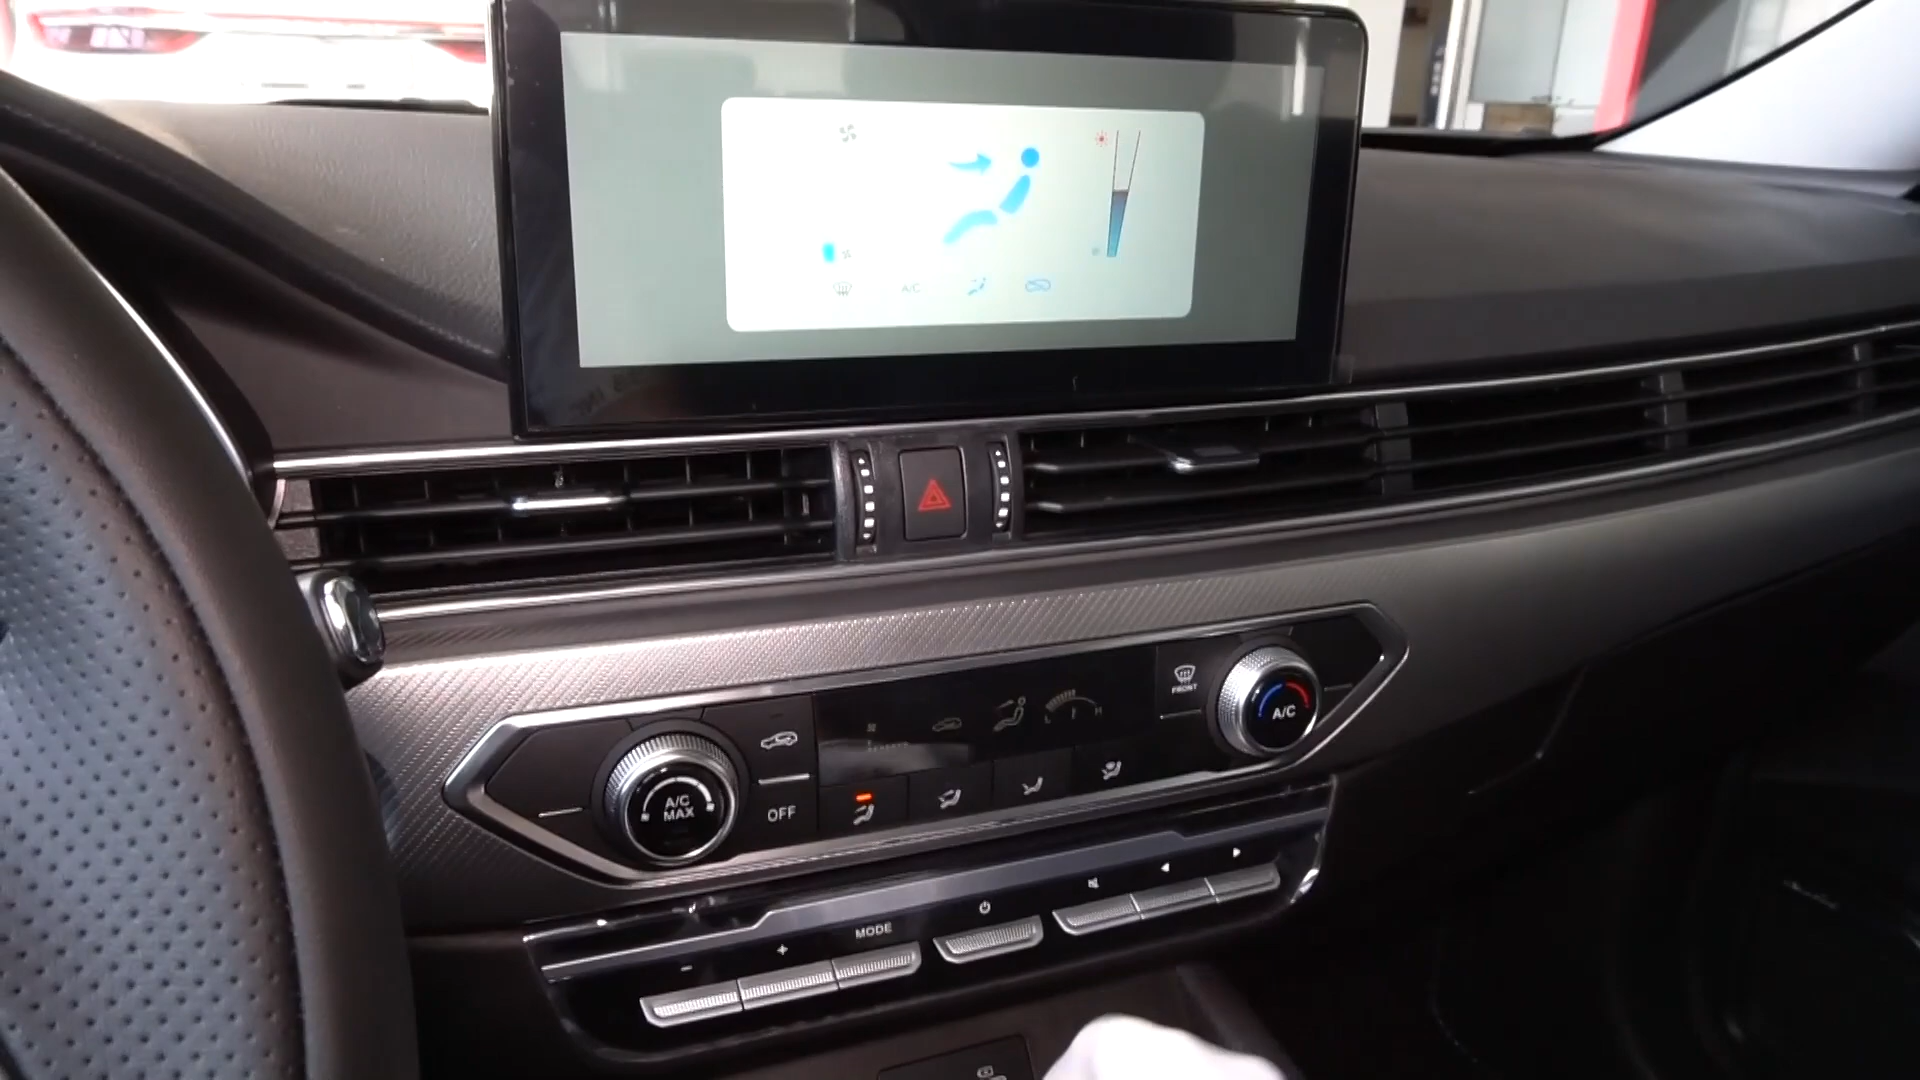 A/C
FRONT
L H
A/C
A/C
MAX
OFF
MODE
- +